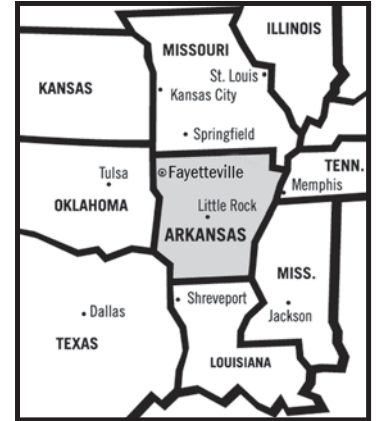 ILLINOIS
MISSOURI
St. Louis
KANSAS
Kansas City
Springfield
TENN.
Tulsa
Fayetteville
Memphis
OKLAHOMA
Little Rock
ARKANSAS
MISS.
Shreveport
Dallas
Jackson
TEXAS
LOUISIANA